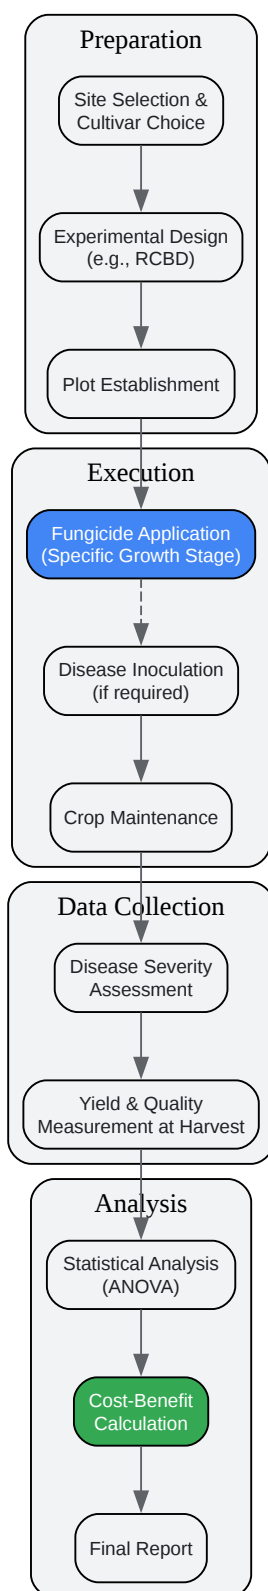 Preparation
Site Selection &
Cultivar Choice
Experimental Design
(e.g., RCBD)
Plot Establishment
Execution
Fungicide Application
(Specific Growth Stage)
Disease Inoculation
(if required)
Crop Maintenance
Data Collection
Disease Severity
Assessment
Yield & Quality
Measurement at Harvest
Analysis
Statistical Analysis
(ANOVA)
Cost-Benefit
Calculation
Final Report